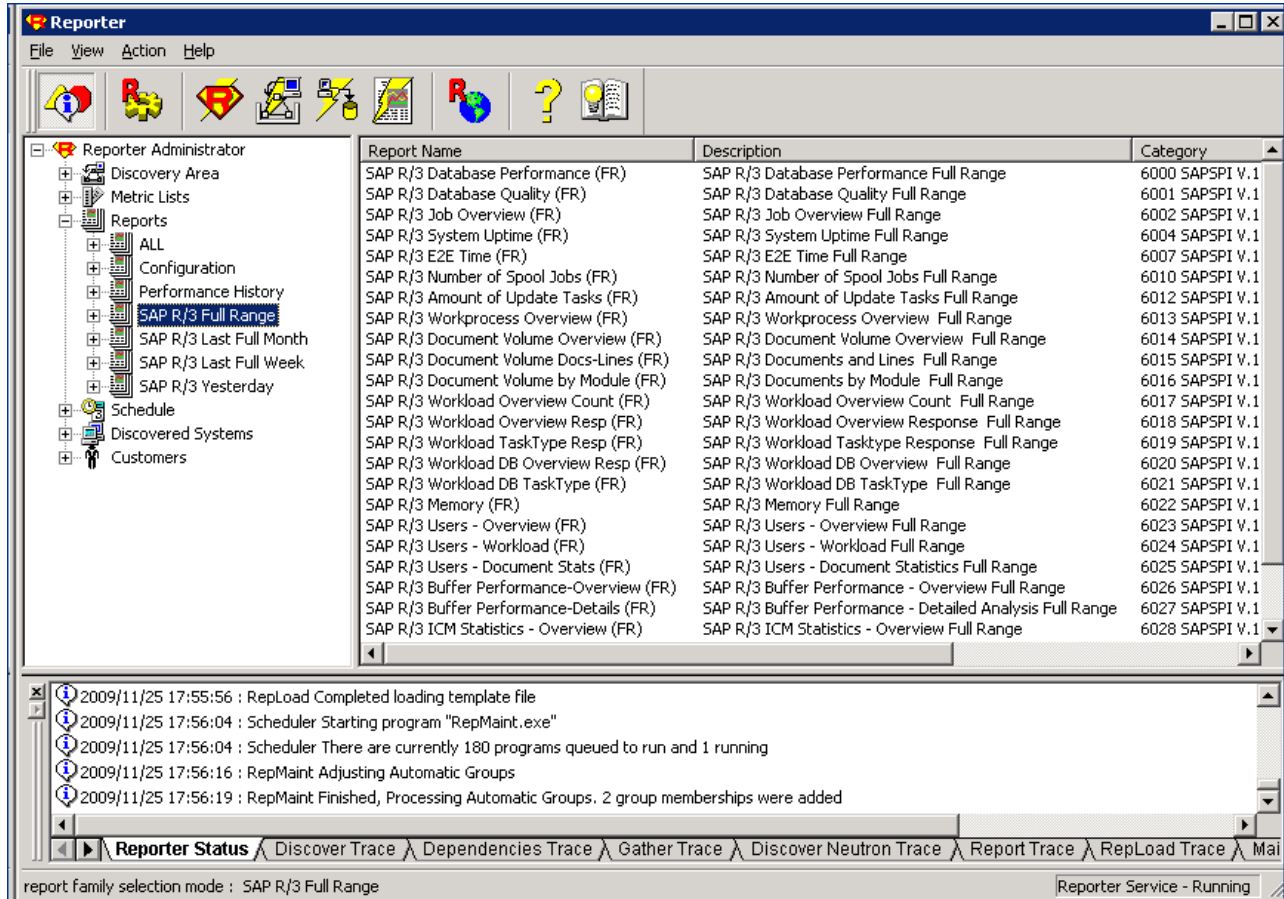 Reporter
File View Action Help
Reporter Administrator
Discovery Area
Metric Lists
Reports
ALL
Configuration
Performance History
SAP R/3 Full Range
SAP R/3 Last Full Month
SAP R/3 Last Full Week
SAP R/3 Yesterday
Schedule
Discovered Systems
Customers
Report Name Description Category
SAP R/3 Database Performance (FR) SAP R/3 Database Performance Full Range 6000 SAPSPI V.1
SAP R/3 Database Quality (FR) SAP R/3 Database Quality Full Range 6001 SAPSPI V.1
SAP R/3 Job Overview (FR) SAP R/3 Job Overview Full Range 6002 SAPSPI V.1
SAP R/3 System Uptime (FR) SAP R/3 System Uptime Full Range 6004 SAPSPI V.1
SAP R/3 E2E Time (FR) SAP R/3 E2E Time Full Range 6007 SAPSPI V.1
SAP R/3 Number of Spool Jobs (FR) SAP R/3 Number of Spool Jobs Full Range 6010 SAPSPI V.1
SAP R/3 Amount of Update Tasks (FR) SAP R/3 Amount of Update Tasks Full Range 6012 SAPSPI V.1
SAP R/3 Workprocess Overview (FR) SAP R/3 Workprocess Overview Full Range 6013 SAPSPI V.1
SAP R/3 Document Volume Overview (FR) SAP R/3 Document Volume Overview Full Range 6014 SAPSPI V.1
SAP R/3 Document Volume Docs-Lines (FR) SAP R/3 Documents and Lines Full Range 6015 SAPSPI V.1
SAP R/3 Document Volume by Module (FR) SAP R/3 Documents by Module Full Range 6016 SAPSPI V.1
SAP R/3 Workload Overview Count (FR) SAP R/3 Workload Overview Count Full Range 6017 SAPSPI V.1
SAP R/3 Workload Overview Resp (FR) SAP R/3 Workload Overview Response Full Range 6018 SAPSPI V.1
SAP R/3 Workload TaskType Resp (FR) SAP R/3 Workload Tasktype Response Full Range 6019 SAPSPI V.1
SAP R/3 Workload DB Overview Resp (FR) SAP R/3 Workload DB Overview Full Range 6020 SAPSPI V.1
SAP R/3 Workload DB TaskType (FR) SAP R/3 Workload DB TaskType Full Range 6021 SAPSPI V.1
SAP R/3 Memory (FR) SAP R/3 Memory Full Range 6022 SAPSPI V.1
SAP R/3 Users - Overview (FR) SAP R/3 Users - Overview Full Range 6023 SAPSPI V.1
SAP R/3 Users - Workload (FR) SAP R/3 Users - Workload Full Range 6024 SAPSPI V.1
SAP R/3 Users - Document Stats (FR) SAP R/3 Users - Document Statistics Full Range 6025 SAPSPI V.1
SAP R/3 Buffer Performance-Overview (FR) SAP R/3 Buffer Performance - Overview Full Range 6026 SAPSPI V.1
SAP R/3 Buffer Performance-Details (FR) SAP R/3 Buffer Performance - Detailed Analysis Full Range 6027 SAPSPI V.1
SAP R/3 ICM Statistics - Overview (FR) SAP R/3 ICM Statistics - Overview Full Range 6028 SAPSPI V.1
2009/11/25 17:55:56 : RepLoad Completed loading template file
2009/11/25 17:56:04 : Scheduler Starting program "RepMaint.exe"
2009/11/25 17:56:04 : Scheduler There are currently 180 programs queued to run and 1 running
2009/11/25 17:56:16 : RepMaint Adjusting Automatic Groups
2009/11/25 17:56:19 : RepMaint Finished, Processing Automatic Groups. 2 group memberships were added
Reporter Status Discover Trace Dependencies Trace Gather Trace Discover Neutron Trace Report Trace RepLoad Trace Mai
report family selection mode : SAP R/3 Full Range Reporter Service - Running